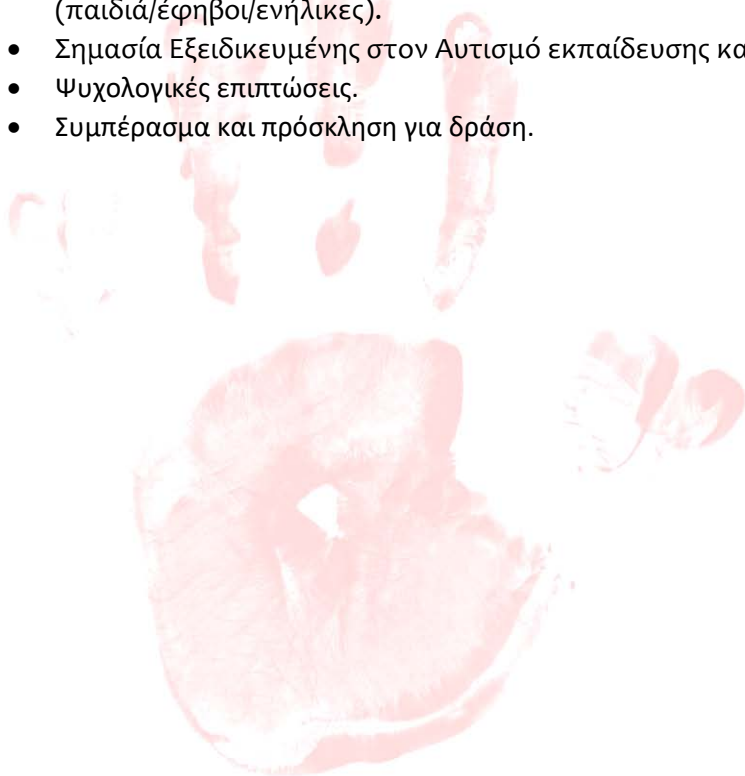 (παιδιά/έφηβοι/ενήλικες).
• Σημασία Εξειδικευμένης στον Αυτισμό εκπαίδευσης κα
• Ψυχολογικές επιπτώσεις.
• Συμπέρασμα και πρόσκληση για δράση.